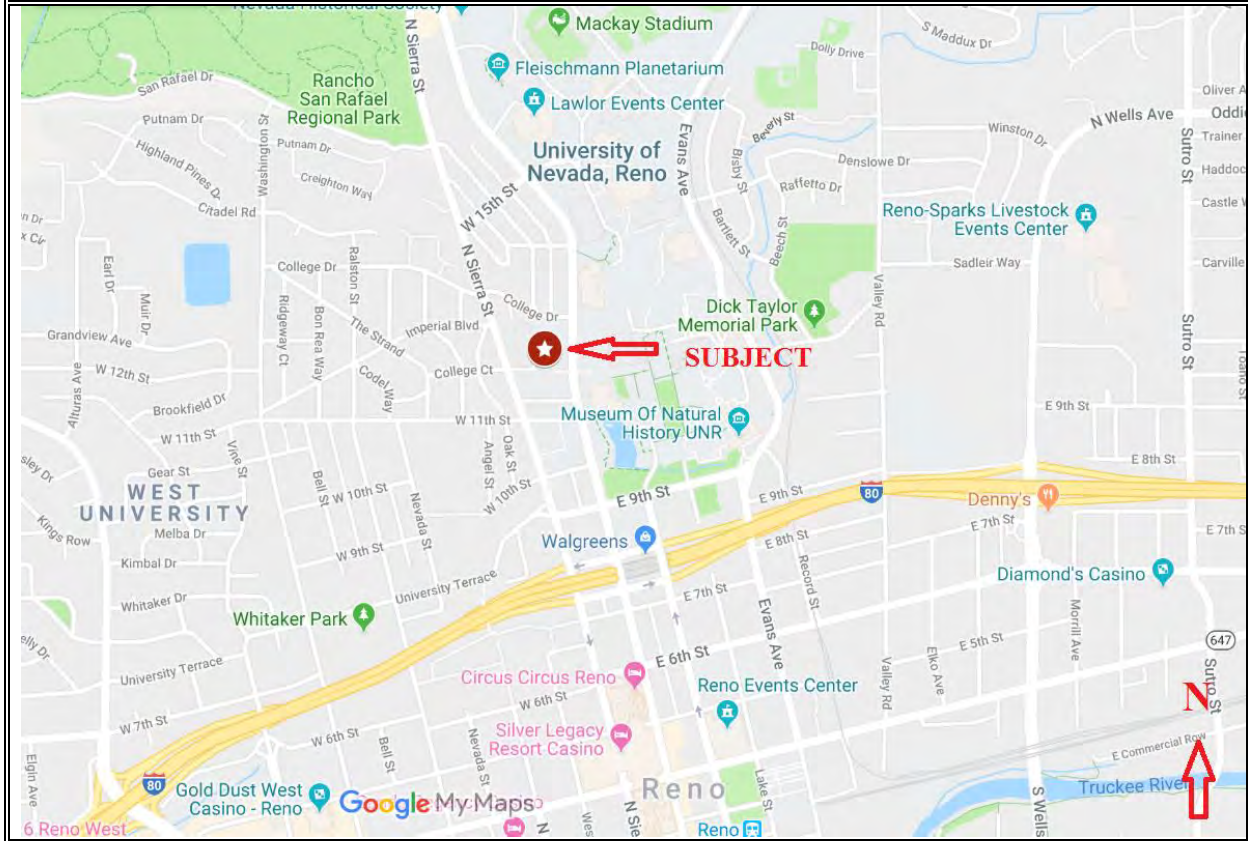 Nevada Historical Society
Mackay Stadium
S Maddux Dr
Dolly Drive
N Sierra St
Fleischmann Planetarium
San Rafael Dr
Rancho
San Rafael
Regional Park
Lawlor Events Center
Oliver A
Putnam Dr
Washington St
Putnam Dr
Evans Ave
Beverly St
Winston Dr
N Wells Ave
Oddi
Sutro St
Trainer
University of
Nevada, Reno
Highland Pines Dr
Creighton Way
Bisby St
Denslowe Dr
Haddoc
Raffetto Dr
W 15th St
Castle
Citadel Rd
Bartlett St
Beech St
Reno-Sparks Livestock
Events Center
N Sierra St
Sadleir Way
Carville
Earl Dr
College Dr
Ralston St
Valley Rd
Muir Dr
College Dr
Dick Taylor
Memorial Park
Ridgeway Ct
Bon Rea Way
The Strand
Imperial Blvd
Sutro St
Grandview Ave
SUBJECT
W 12th St
Codel Way
College Ct
Alturas Ave
Brookfield Dr
Museum Of Natural
History UNR
E 9th St
W 11th St
W 11th St
Vine St
Oak St
Angel St
E 8th St
Gear St
WEST
UNIVERSITY
Bell St
W 10th St
Nevada St
W 10th St
E 9th St
E 9th St
80
Denny's
Kings Row
Melba Dr
E 7th St
E 7th S
Walgreens
E 8th St
W 9th St
Kimbal Dr
University Terrace
Record St
Diamond's Casino
Whitaker Dr
E 7th St
Whitaker Park
Evans Ave
Morrill Ave
E 5th St
647
E 6th St
Elko Ave
University Terrace
Circus Circus Reno
Valley Rd
Sutro St
Reno Events Center
N
W 6th St
W 7th St
Silver Legacy
Resort Casino
W 6th St
Bell St
Nevada St
E Commercial Row
Elgin Ave
80
Gold Dust West
Casino - Reno
Google My Maps
Reno
Lake St
Truckee River
S Wells
6 Reno West
N
Wes
N Si
Reno